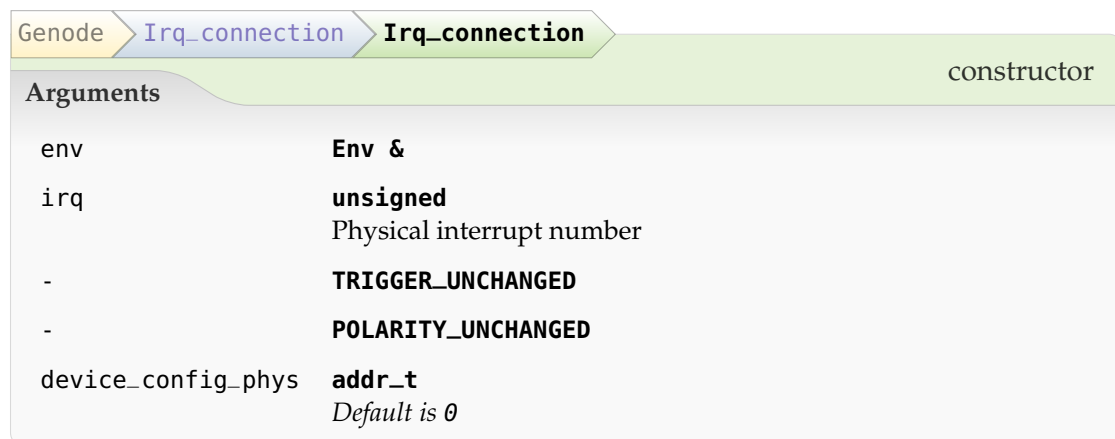 Genode Irq_connection Irq_connection
constructor
Arguments
env Env &
irq unsigned
Physical interrupt number
- TRIGGER_UNCHANGED
- POLARITY_UNCHANGED
device_config_phys addr_t
Default is 0